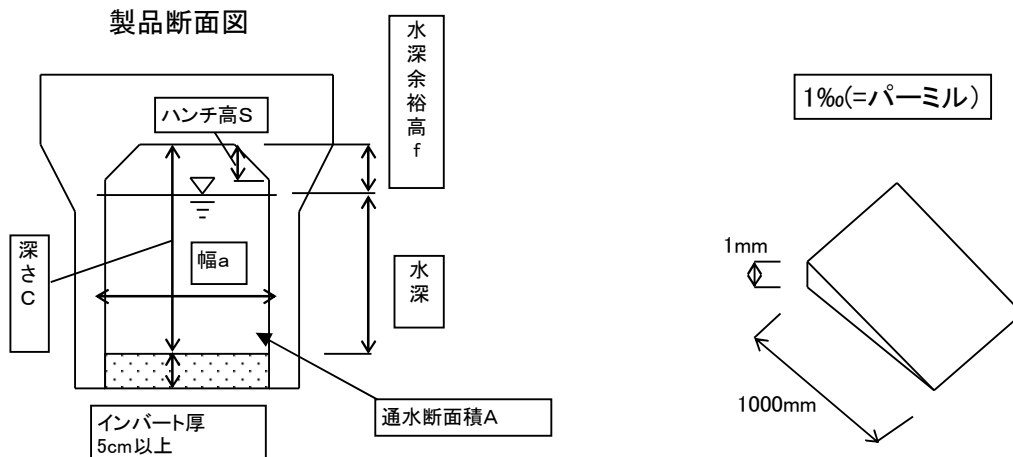 製品断面図
水深余裕高f
ハンチ高S
1‰(=パーミル)
深さC
幅a
水深
1mm
1000mm
インバート厚
5cm以上
通水断面積A